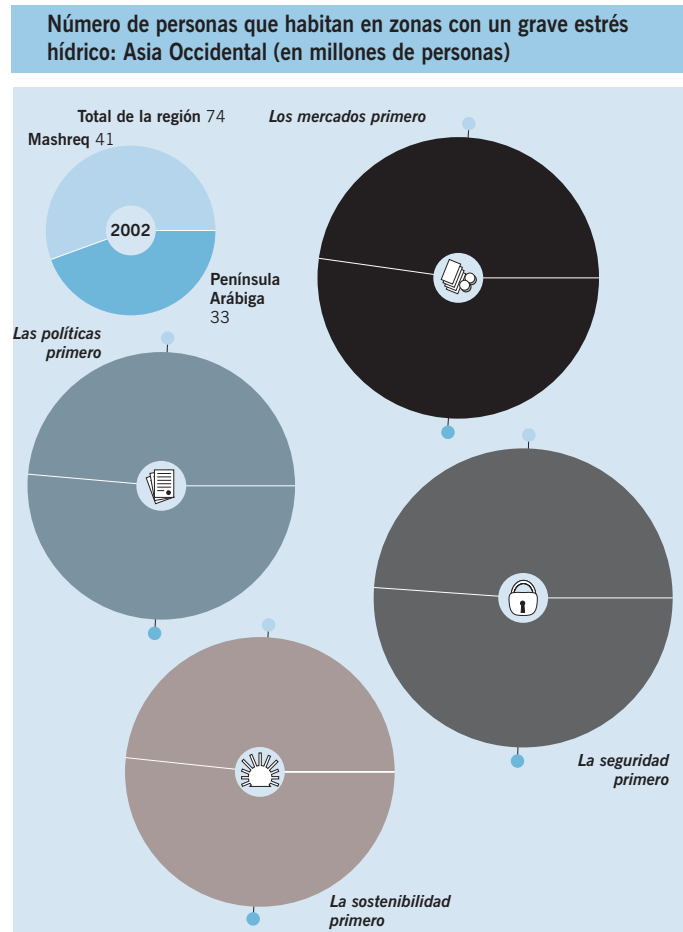 Número de personas que habitan en zonas con un grave estrés
hídrico: Asia Occidental (en millones de personas)
Total de la región 74
Mashreq 41
2002
Península
Arábiga
33
Los mercados primero
Las políticas
primero
La seguridad
primero
La sostenibilidad
primero